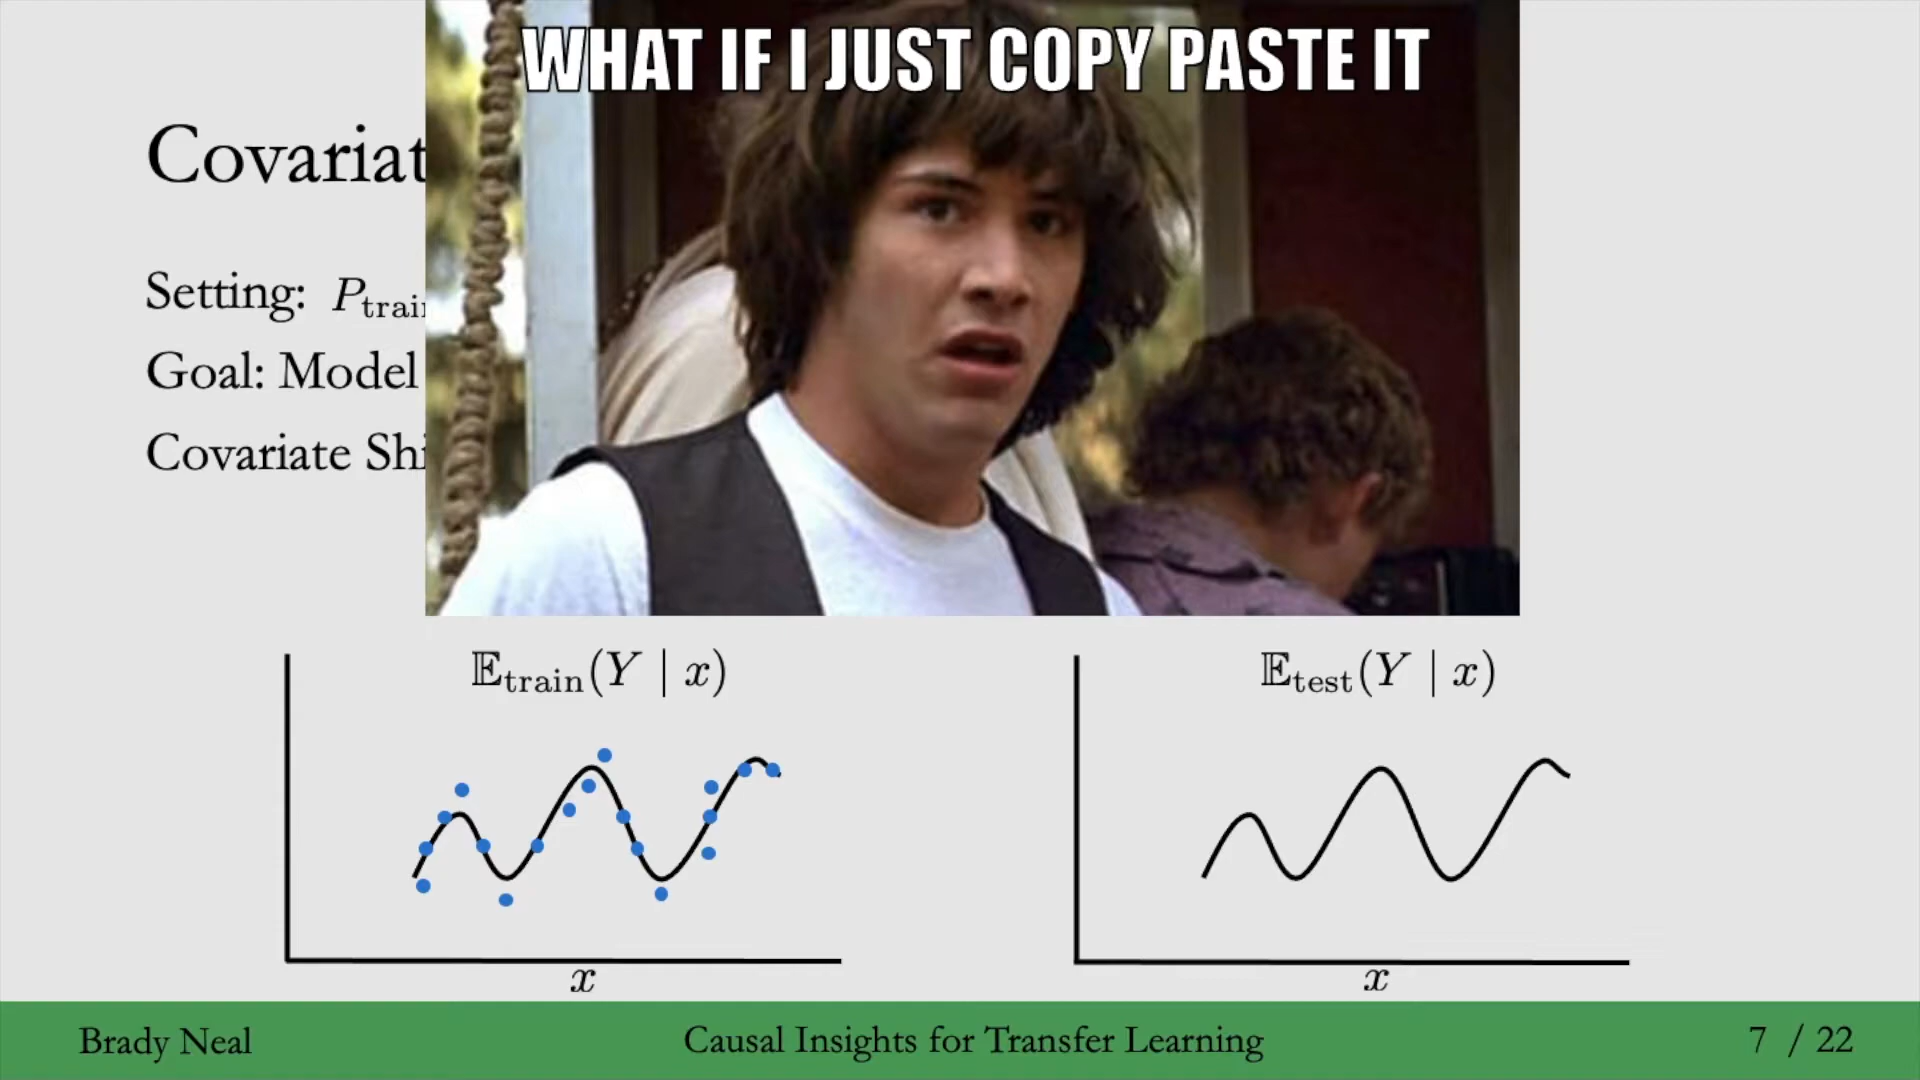 WHAT IF I JUST COPY PASTE IT
Covariat
Setting: P_train
Goal: Model
Covariate Shi
𝔼_train(Y | x)
𝔼_test(Y | x)
x
x
Brady Neal
Causal Insights for Transfer Learning
7 / 22